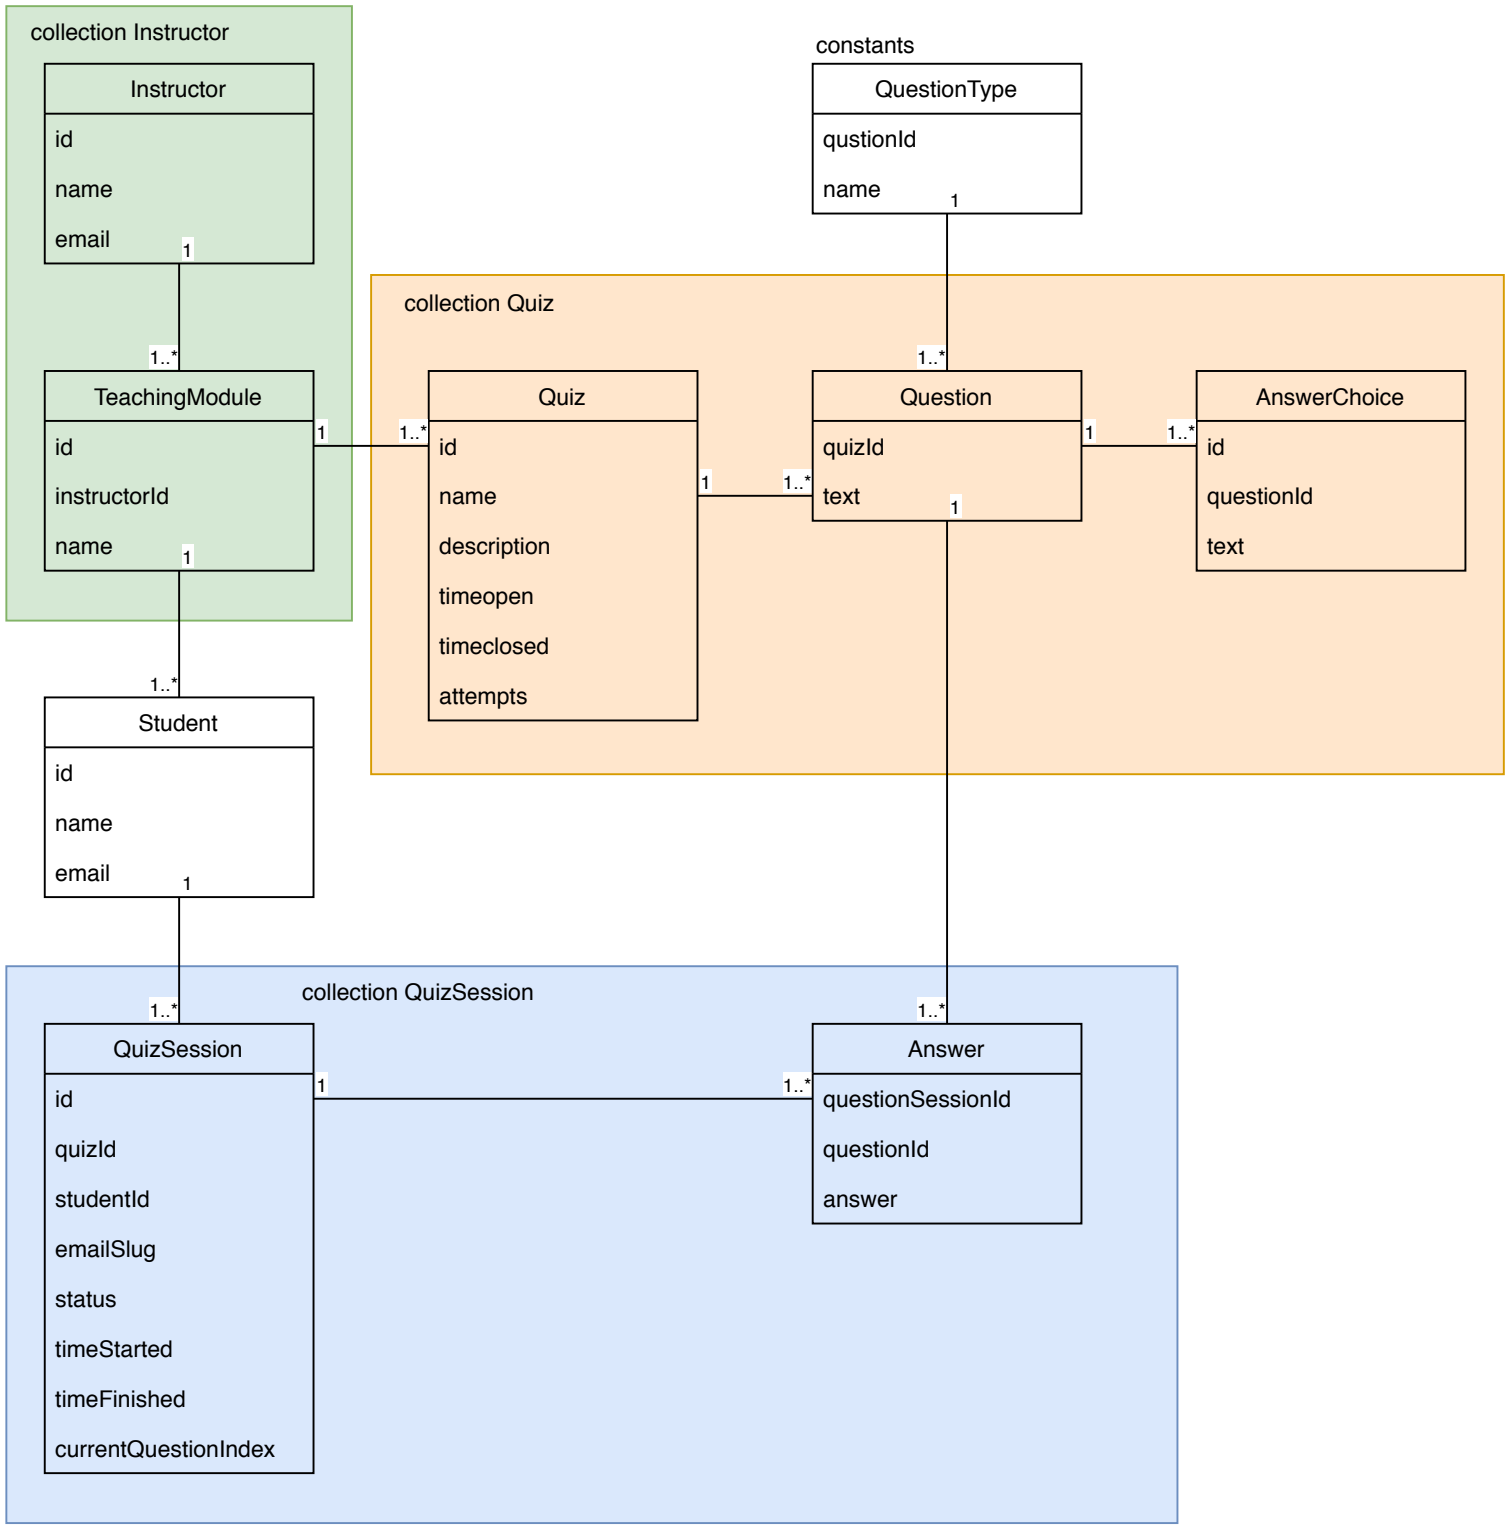 collection Instructor
Instructor
id
name
email
1
1..*
TeachingModule
id
instructorId
name
1
1
1..*
1..*
Student
id
name
email
1
1..*
constants
QuestionType
qustionId
name
1
1..*
collection Quiz
Quiz
id
name
description
timeopen
timeclosed
attempts
1
1..*
Question
quizId
text
1
1
1..*
AnswerChoice
id
questionId
text
collection QuizSession
QuizSession
id
quizId
studentId
emailSlug
status
timeStarted
timeFinished
currentQuestionIndex
1
1..*
1..*
Answer
questionSessionId
questionId
answer